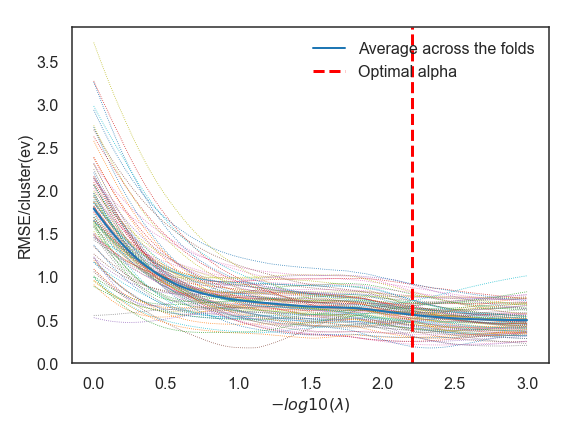 Average across the folds
Optimal alpha
RMSE/cluster(ev)
3.5
3.0
2.5
2.0
1.5
1.0
0.5
0.0
0.0 0.5 1.0 1.5 2.0 2.5 3.0
−log10(λ)